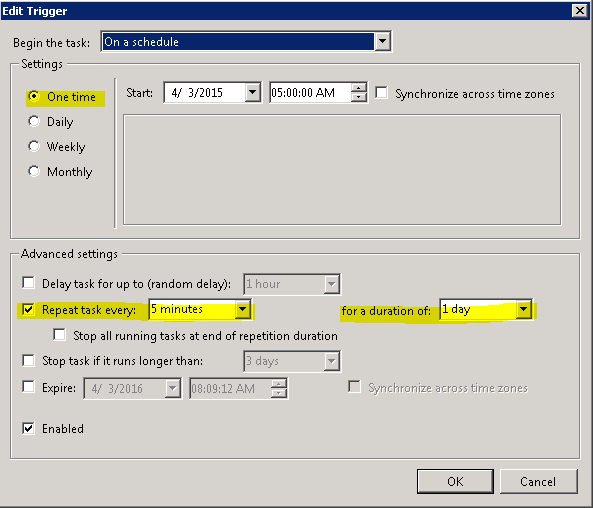 Edit Trigger
Begin the task: On a schedule
Settings
One time
Start: 4/ 3/2015 05:00:00 AM Synchronize across time zones
Daily
Weekly
Monthly
Advanced settings
Delay task for up to (random delay): 1 hour
Repeat task every: 5 minutes for a duration of: 1 day
Stop all running tasks at end of repetition duration
Stop task if it runs longer than: 3 days
Expire: 4/ 3/2016 08:09:12 AM Synchronize across time zones
Enabled
OK Cancel